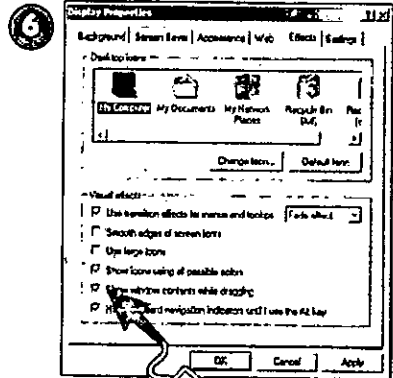 6
Display Properties
Background Screen Saver Appearance Web Effects Settings
Desktop icons
My Computer My Documents My Network Places Recycle Bin
Change Icon... Default Icon
Visual effects
Use transition effects for menus and tooltips Fade effect
Smooth edges of screen fonts
Use large icons
Show icons using all possible colors
window contents while dragging
navigation indicators until I use the Alt key
OK Cancel Apply